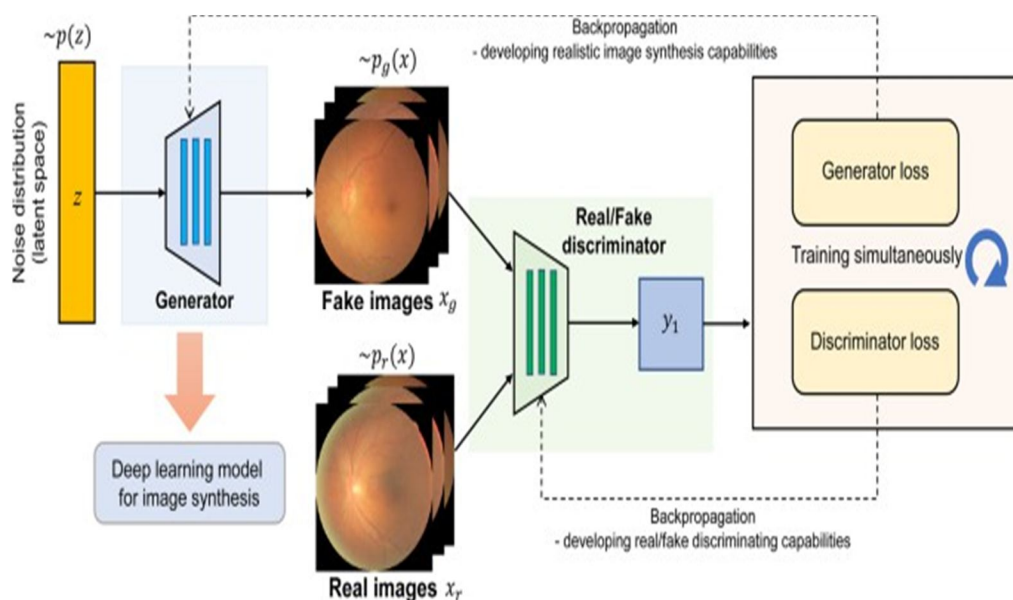 Backpropagation
- developing realistic image synthesis capabilities
~p(z)
Noise distribution
(latent space)
z
Generator
~p_g(x)
Fake images x_g
Real/Fake
discriminator
y₁
Generator loss
Training simultaneously
Discriminator loss
Deep learning model
for image synthesis
~p_r(x)
Real images x_r
Backpropagation
- developing real/fake discriminating capabilities